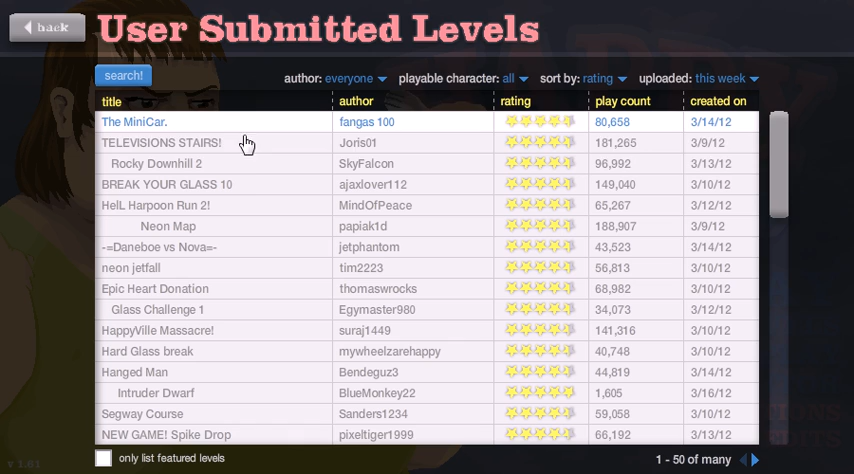 back
User Submitted Levels
search!
author: everyone playable character: all sort by: rating uploaded: this week
title author rating play count created on
The MiniCar. fangas 100 80,658 3/14/12
TELEVISIONS STAIRS! Joris01 181,265 3/9/12
Rocky Downhill 2 SkyFalcon 96,992 3/13/12
BREAK YOUR GLASS 10 ajaxlover112 149,040 3/10/12
HelL Harpoon Run 2! MindOfPeace 65,267 3/12/12
Neon Map papiak1d 188,907 3/9/12
-=Daneboe vs Nova=- jetphantom 43,523 3/14/12
neon jetfall tim2223 56,813 3/10/12
Epic Heart Donation thomaswrocks 68,982 3/10/12
Glass Challenge 1 Egymaster980 34,073 3/12/12
HappyVille Massacre! suraj1449 141,316 3/10/12
Hard Glass break mywheelzarehappy 40,748 3/10/12
Hanged Man Bendeguz3 44,819 3/14/12
Intruder Dwarf BlueMonkey22 1,605 3/16/12
Segway Course Sanders1234 59,058 3/10/12
NEW GAME! Spike Drop pixeltiger1999 66,192 3/13/12
only list featured levels 1 - 50 of many